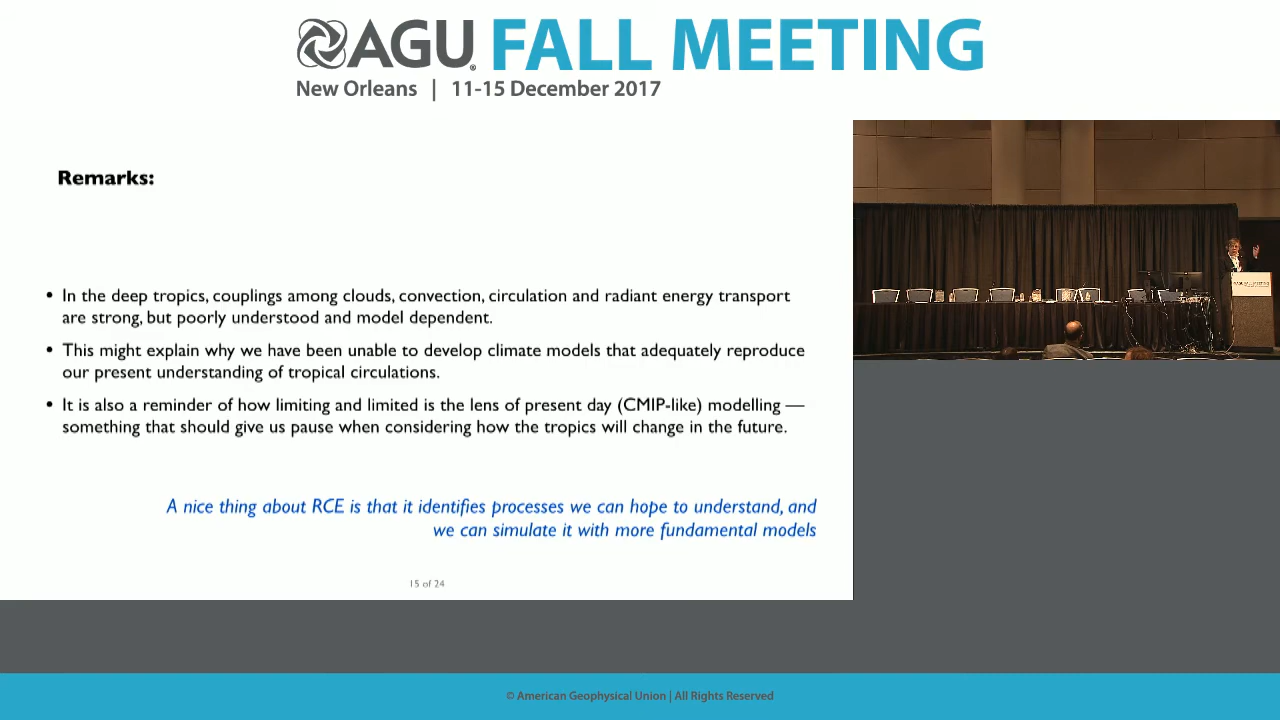 AGU FALL MEETING
New Orleans | 11-15 December 2017
Remarks:
• In the deep tropics, couplings among clouds, convection, circulation and radiant energy transport
are strong, but poorly understood and model dependent.
• This might explain why we have been unable to develop climate models that adequately reproduce
our present understanding of tropical circulations.
• It is also a reminder of how limiting and limited is the lens of present day (CMIP-like) modelling —
something that should give us pause when considering how the tropics will change in the future.
A nice thing about RCE is that it identifies processes we can hope to understand, and
we can simulate it with more fundamental models
15 of 24
AGU FALL MEETING
© American Geophysical Union | All Rights Reserved